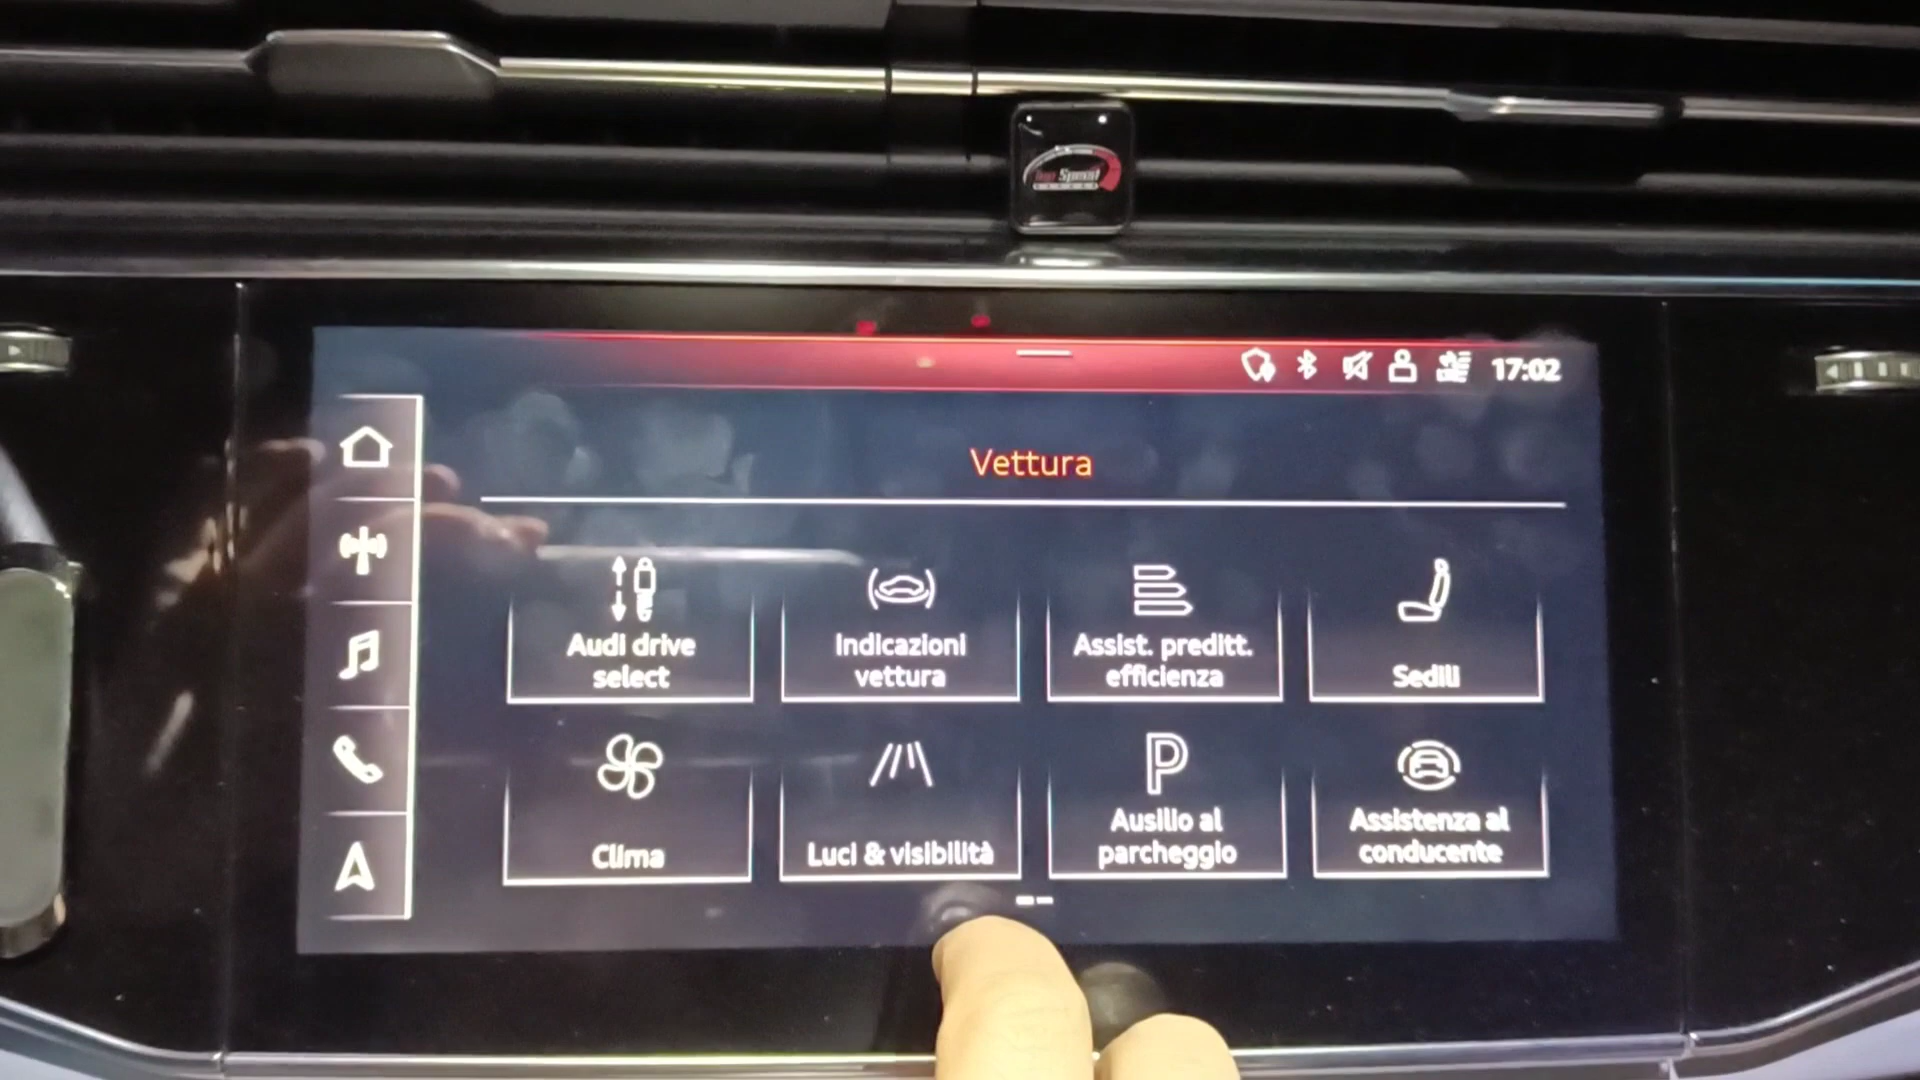 Speed
17:02
Vettura
Audi drive
select
Indicazioni
vettura
Assist. preditt.
efficienza
Sedili
Clima
Luci & visibilità
Ausilio al
parcheggio
Assistenza al
conducente